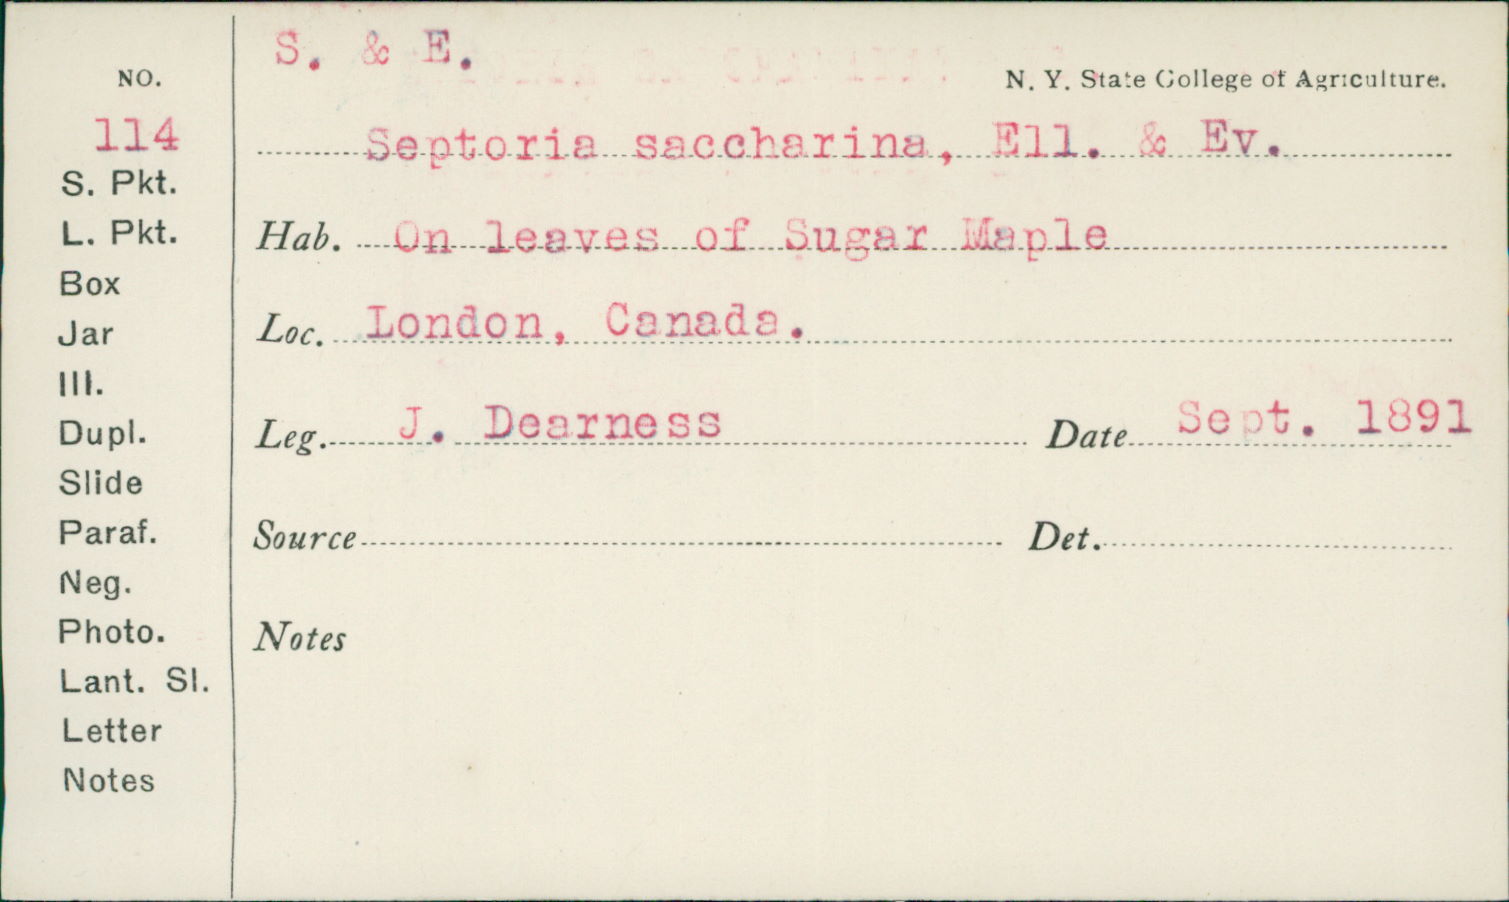 S. & E.
NO.
N. Y. State College of Agriculture.
114
Septoria saccharina, Ell. & Ev.
S. Pkt.
L. Pkt.
Hab. On leaves of Sugar Maple
Box
Jar
Loc. London, Canada.
Ill.
Dupl.
Leg. J. Dearness Date Sept. 1891
Slide
Paraf.
Source Det.
Neg.
Photo.
Notes
Lant. Sl.
Letter
Notes